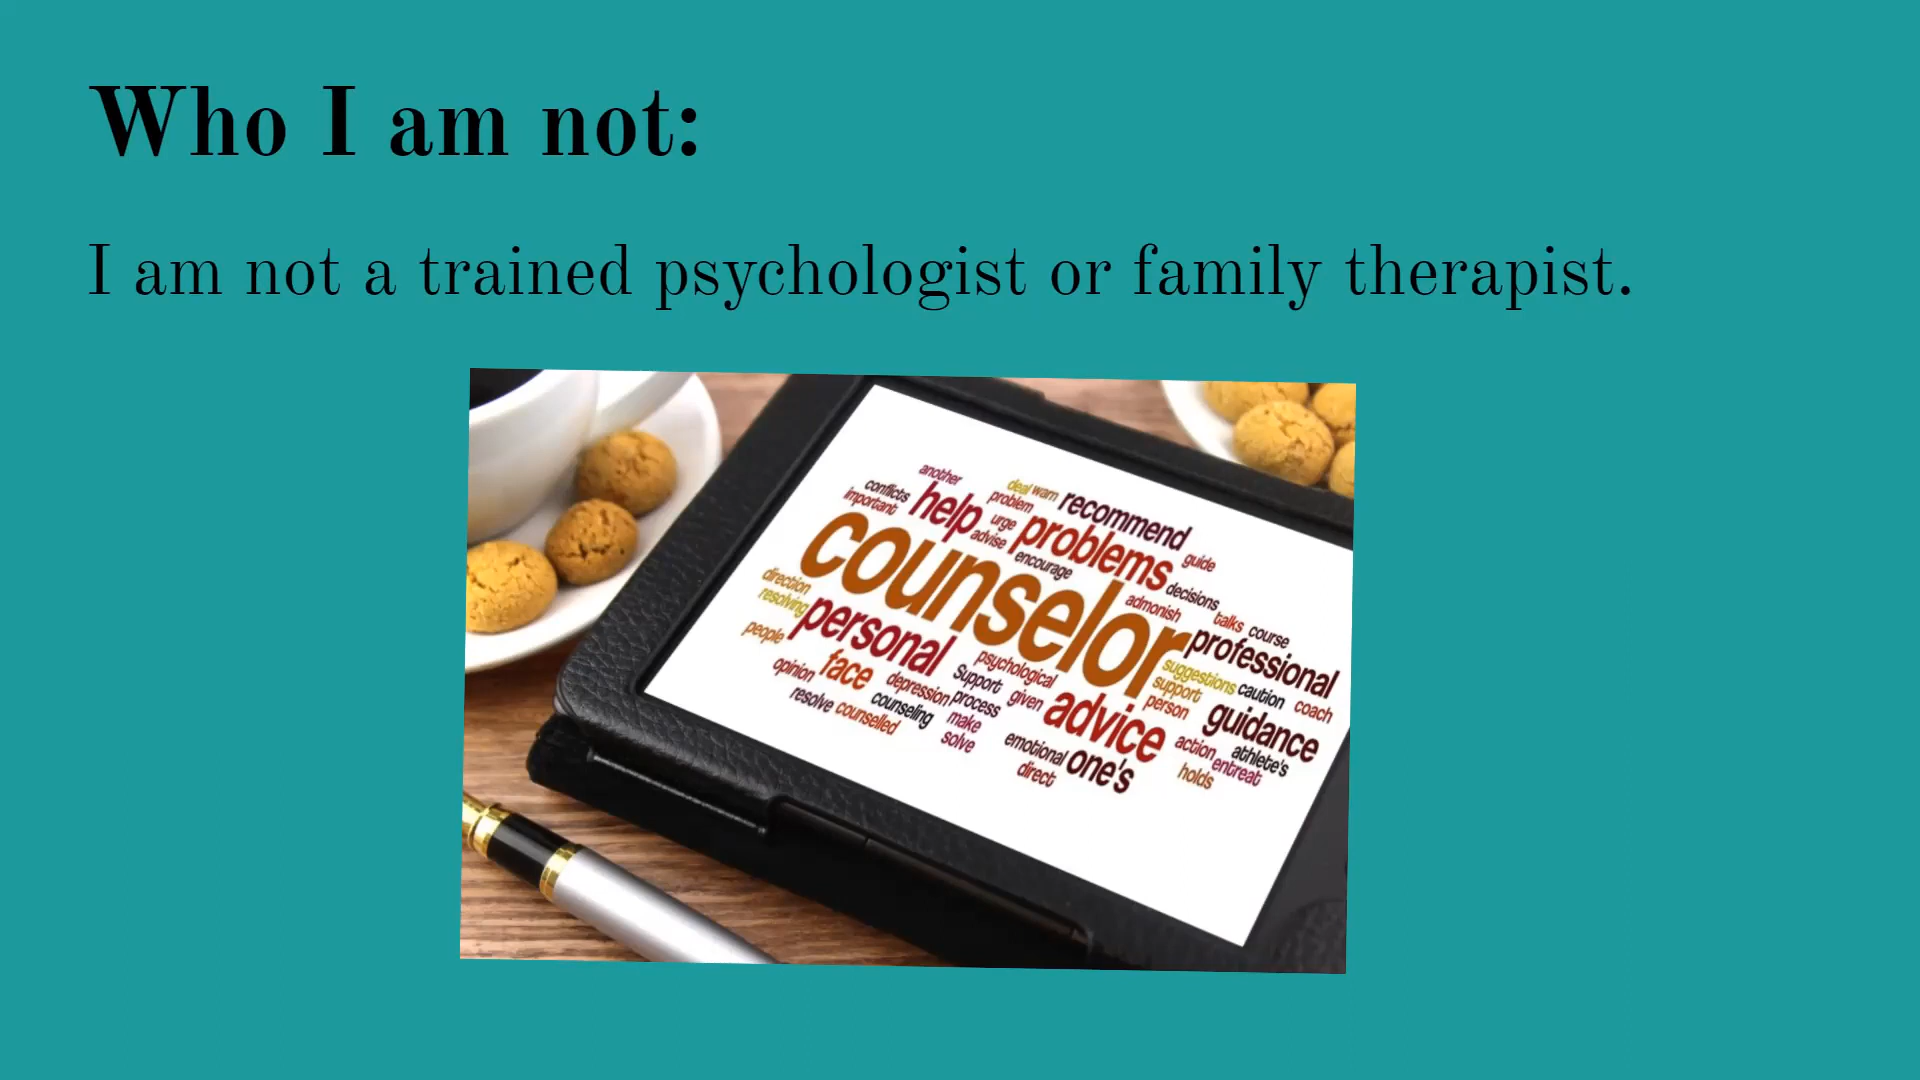 Who I am not:
I am not a trained psychologist or family therapist.
another
deal warn recommend
conflicts help problem
important urge problems guide
advise
encourage
counselor
decisions
direction admonish talks course
resolving personal professional
people psychological suggestions caution
opinion face Support support coach
depression process given person guidance
resolve counseling advice
counselled make action athlete's
solve emotional one's entreat
direct holds